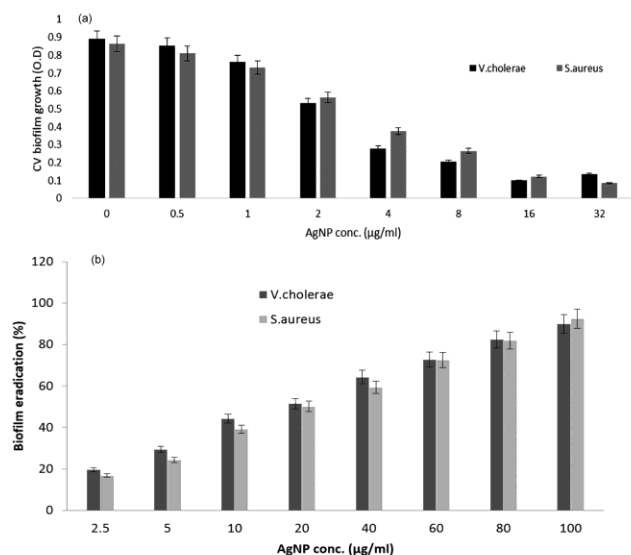 (a)
1
0.9
0.8
0.7
0.6
0.5
0.4
0.3
0.2
0.1
0
CV biofilm growth (O.D)
V.cholerae S.aureus
0 0.5 1 2 4 8 16 32
AgNP conc. (µg/ml)
(b)
120
100
80
60
40
20
0
Biofilm eradication (%)
V.cholerae
S.aureus
2.5 5 10 20 40 60 80 100
AgNP conc. (µg/ml)